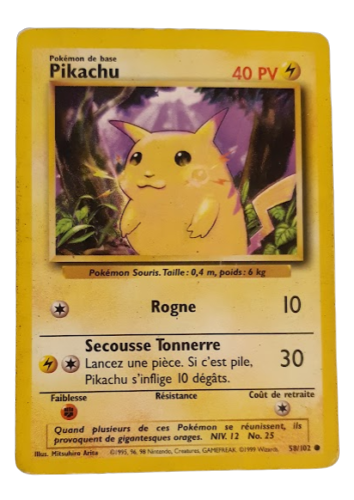 Pokémon de base
Pikachu 40 PV
Pokémon Souris. Taille: 0,4 m, poids: 6 kg
Rogne 10
Secousse Tonnerre
Lancez une pièce. Si c'est pile, 30
Pikachu s'inflige 10 dégâts.
Faiblesse Résistance Coût de retraite
Quand plusieurs de ces Pokémon se réunissent, ils
provoquent de gigantesques orages. NIV. 12 No. 25
Illus. Mitsuhiro Arita ©1995, 96, 98 Nintendo, Creatures, GAMEFREAK. ©1999 Wizards. 58/102